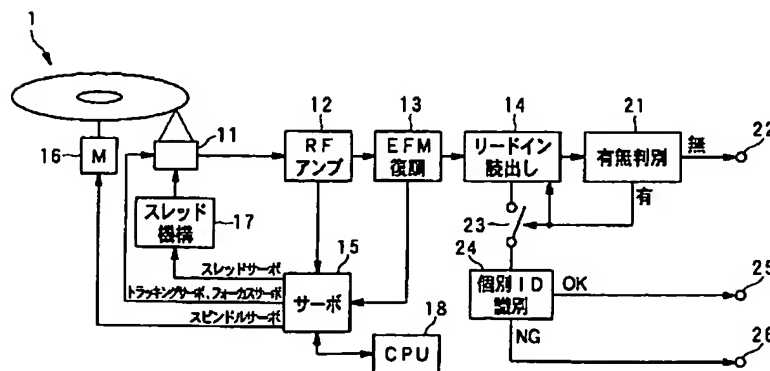 1
12
13
14
21
RF
アンプ
EFM
復調
リードイン
読出し
有無判別
無
22
有
16
M
11
スレッド
機構
17
23
24
個別ID
識別
OK
25
NG
26
15
サーボ
スレッドサーボ
トラッキングサーボ、フォーカスサーボ
スピンドルサーボ
18
CPU